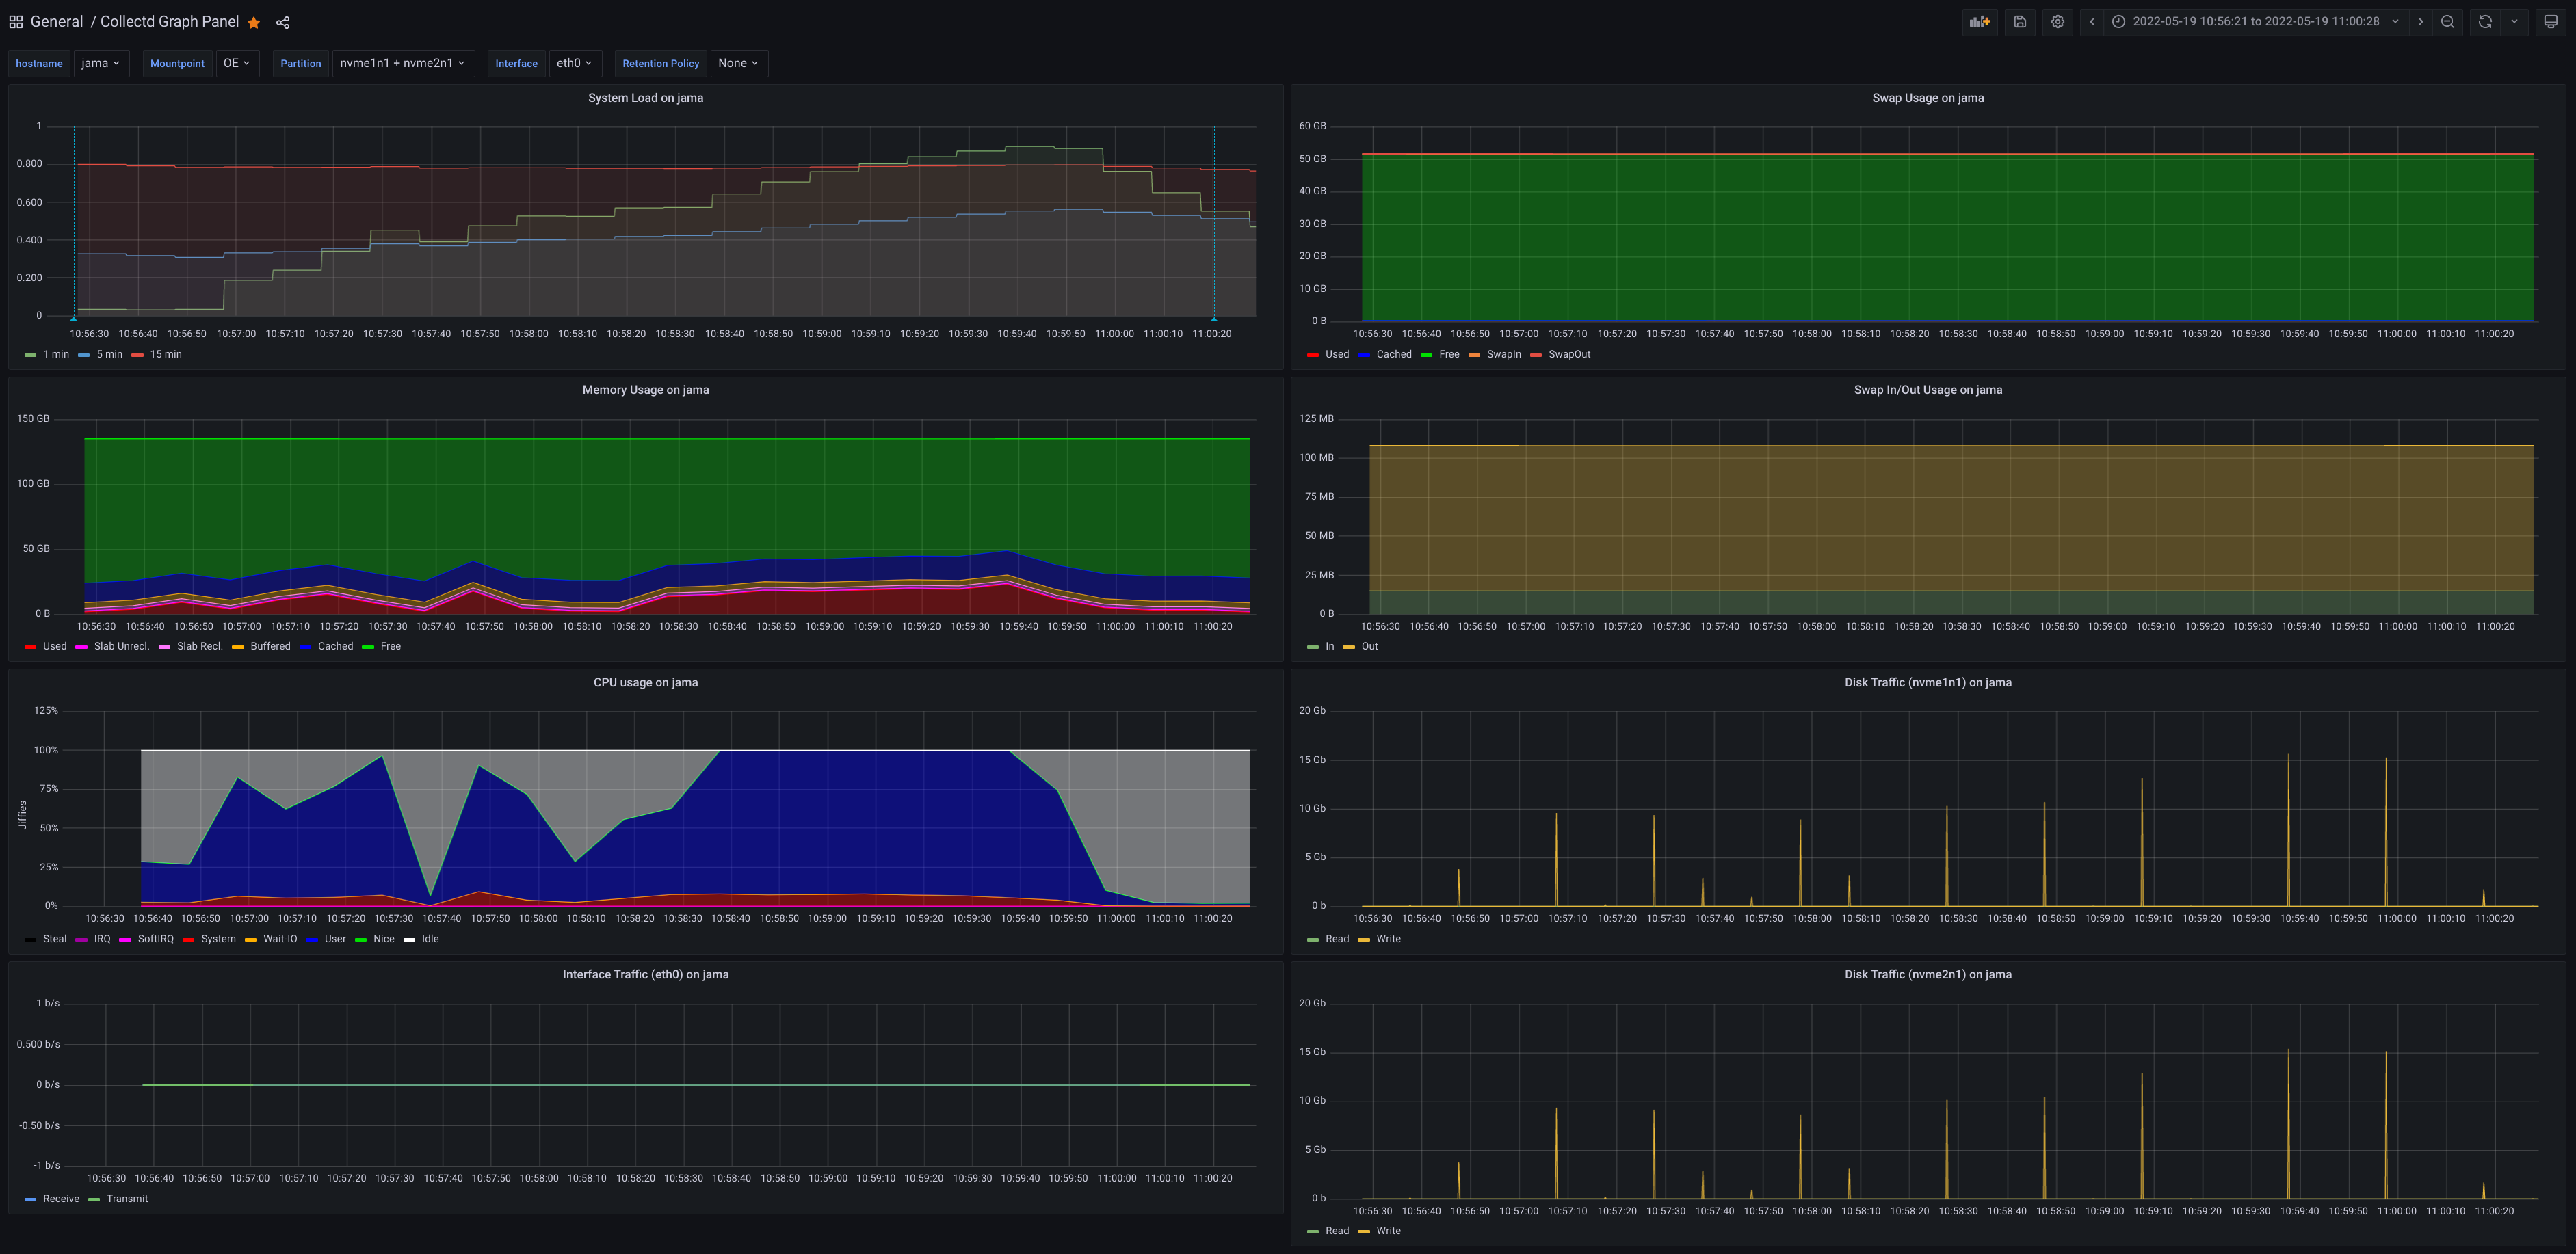 General / Collectd Graph Panel
2022-05-19 10:56:21 to 2022-05-19 11:00:28
hostname jama Mountpoint OE Partition nvme1n1 + nvme2n1 Interface eth0 Retention Policy None
System Load on jama
1
0.800
0.600
0.400
0.200
0
10:56:30 10:56:40 10:56:50 10:57:00 10:57:10 10:57:20 10:57:30 10:57:40 10:57:50 10:58:00 10:58:10 10:58:20 10:58:30 10:58:40 10:58:50 10:59:00 10:59:10 10:59:20 10:59:30 10:59:40 10:59:50 11:00:00 11:00:10 11:00:20
1 min 5 min 15 min
Swap Usage on jama
60 GB
50 GB
40 GB
30 GB
20 GB
10 GB
0 B
10:56:30 10:56:40 10:56:50 10:57:00 10:57:10 10:57:20 10:57:30 10:57:40 10:57:50 10:58:00 10:58:10 10:58:20 10:58:30 10:58:40 10:58:50 10:59:00 10:59:10 10:59:20 10:59:30 10:59:40 10:59:50 11:00:00 11:00:10 11:00:20
Used Cached Free SwapIn SwapOut
Memory Usage on jama
150 GB
100 GB
50 GB
0 B
10:56:30 10:56:40 10:56:50 10:57:00 10:57:10 10:57:20 10:57:30 10:57:40 10:57:50 10:58:00 10:58:10 10:58:20 10:58:30 10:58:40 10:58:50 10:59:00 10:59:10 10:59:20 10:59:30 10:59:40 10:59:50 11:00:00 11:00:10 11:00:20
Used Slab Unrecl. Slab Recl. Buffered Cached Free
Swap In/Out Usage on jama
125 MB
100 MB
75 MB
50 MB
25 MB
0 B
10:56:30 10:56:40 10:56:50 10:57:00 10:57:10 10:57:20 10:57:30 10:57:40 10:57:50 10:58:00 10:58:10 10:58:20 10:58:30 10:58:40 10:58:50 10:59:00 10:59:10 10:59:20 10:59:30 10:59:40 10:59:50 11:00:00 11:00:10 11:00:20
In Out
CPU usage on jama
Jiffies
125%
100%
75%
50%
25%
0%
10:56:30 10:56:40 10:56:50 10:57:00 10:57:10 10:57:20 10:57:30 10:57:40 10:57:50 10:58:00 10:58:10 10:58:20 10:58:30 10:58:40 10:58:50 10:59:00 10:59:10 10:59:20 10:59:30 10:59:40 10:59:50 11:00:00 11:00:10 11:00:20
Steal IRQ SoftIRQ System Wait-IO User Nice Idle
Disk Traffic (nvme1n1) on jama
20 Gb
15 Gb
10 Gb
5 Gb
0 b
10:56:30 10:56:40 10:56:50 10:57:00 10:57:10 10:57:20 10:57:30 10:57:40 10:57:50 10:58:00 10:58:10 10:58:20 10:58:30 10:58:40 10:58:50 10:59:00 10:59:10 10:59:20 10:59:30 10:59:40 10:59:50 11:00:00 11:00:10 11:00:20
Read Write
Interface Traffic (eth0) on jama
1 b/s
0.500 b/s
0 b/s
-0.50 b/s
-1 b/s
10:56:30 10:56:40 10:56:50 10:57:00 10:57:10 10:57:20 10:57:30 10:57:40 10:57:50 10:58:00 10:58:10 10:58:20 10:58:30 10:58:40 10:58:50 10:59:00 10:59:10 10:59:20 10:59:30 10:59:40 10:59:50 11:00:00 11:00:10 11:00:20
Receive Transmit
Disk Traffic (nvme2n1) on jama
20 Gb
15 Gb
10 Gb
5 Gb
0 b
10:56:30 10:56:40 10:56:50 10:57:00 10:57:10 10:57:20 10:57:30 10:57:40 10:57:50 10:58:00 10:58:10 10:58:20 10:58:30 10:58:40 10:58:50 10:59:00 10:59:10 10:59:20 10:59:30 10:59:40 10:59:50 11:00:00 11:00:10 11:00:20
Read Write